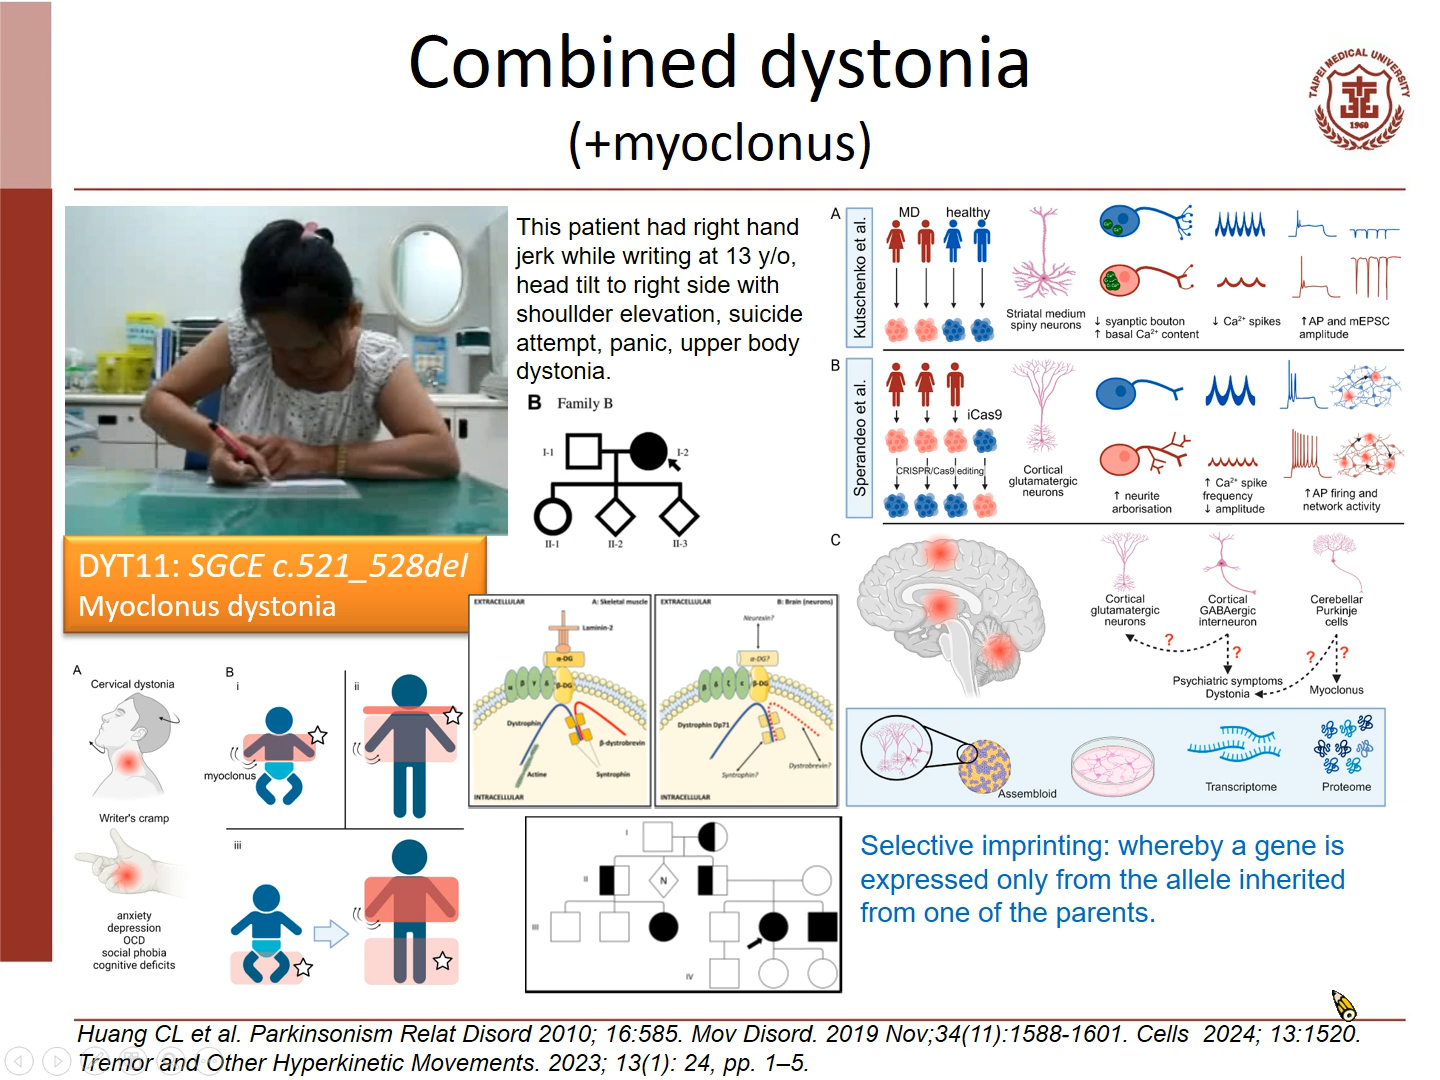 Combined dystonia
(+myoclonus)
TAIPEI MEDICAL UNIVERSITY
1960
This patient had right hand
jerk while writing at 13 y/o,
head tilt to right side with
shoullder elevation, suicide
attempt, panic, upper body
dystonia.
B Family B
I-1
I-2
II-1
II-2
II-3
DYT11: SGCE c.521_528del
Myoclonus dystonia
A
Kutschenko et al.
MD
healthy
Striatal medium
spiny neurons
↓ syanptic bouton
↑ basal Ca²⁺ content
↓ Ca²⁺ spikes
↑AP and mEPSC
amplitude
B
Sperandeo et al.
iCas9
CRISPR/Cas9 editing
Cortical
glutamatergic
neurons
↑ neurite
arborisation
↑ Ca²⁺ spike
frequency
↓ amplitude
↑AP firing and
network activity
C
Cortical
glutamatergic
neurons
Cortical
GABAergic
interneuron
Cerebellar
Purkinje
cells
?
?
?
?
Psychiatric symptoms
Dystonia
Myoclonus
Assembloid
Transcriptome
Proteome
A
Cervical dystonia
Writer's cramp
anxiety
depression
OCD
social phobia
cognitive deficits
B
i
myoclonus
ii
iii
EXTRACELLULAR
A: Skeletal muscle
Laminin-2
α-DG
α
β
γ
δ
β-DG
Dystrophin
β-dystrobrevin
Actine
Syntrophin
INTRACELLULAR
EXTRACELLULAR
B: Brain (neurons)
Neurexin?
α-DG?
β
δ
ζ
ε
β-DG
Dystrophin Dp71
Syntrophin?
Dystrobrevin?
INTRACELLULAR
I
II
N
III
IV
Selective imprinting: whereby a gene is
expressed only from the allele inherited
from one of the parents.
Huang CL et al. Parkinsonism Relat Disord 2010; 16:585. Mov Disord. 2019 Nov;34(11):1588-1601. Cells 2024; 13:1520.
Tremor and Other Hyperkinetic Movements. 2023; 13(1): 24, pp. 1–5.